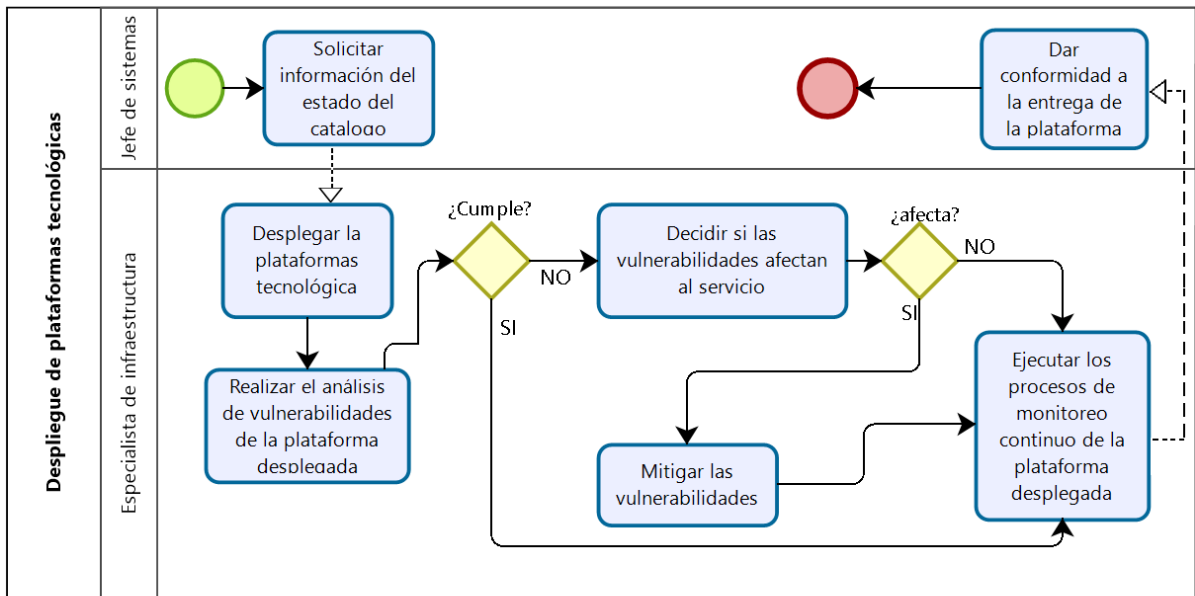 Despliegue de plataformas tecnológicas
Jefe de sistemas
Solicitar
información del
estado del
catalogo
Dar
conformidad a
la entrega de
la plataforma
Especialista de infraestructura
Desplegar la
plataformas
tecnológica
Realizar el análisis
de vulnerabilidades
de la plataforma
desplegada
¿Cumple?
NO
SI
Decidir si las
vulnerabilidades afectan
al servicio
¿afecta?
NO
SI
Mitigar las
vulnerabilidades
Ejecutar los
procesos de
monitoreo
continuo de la
plataforma
desplegada